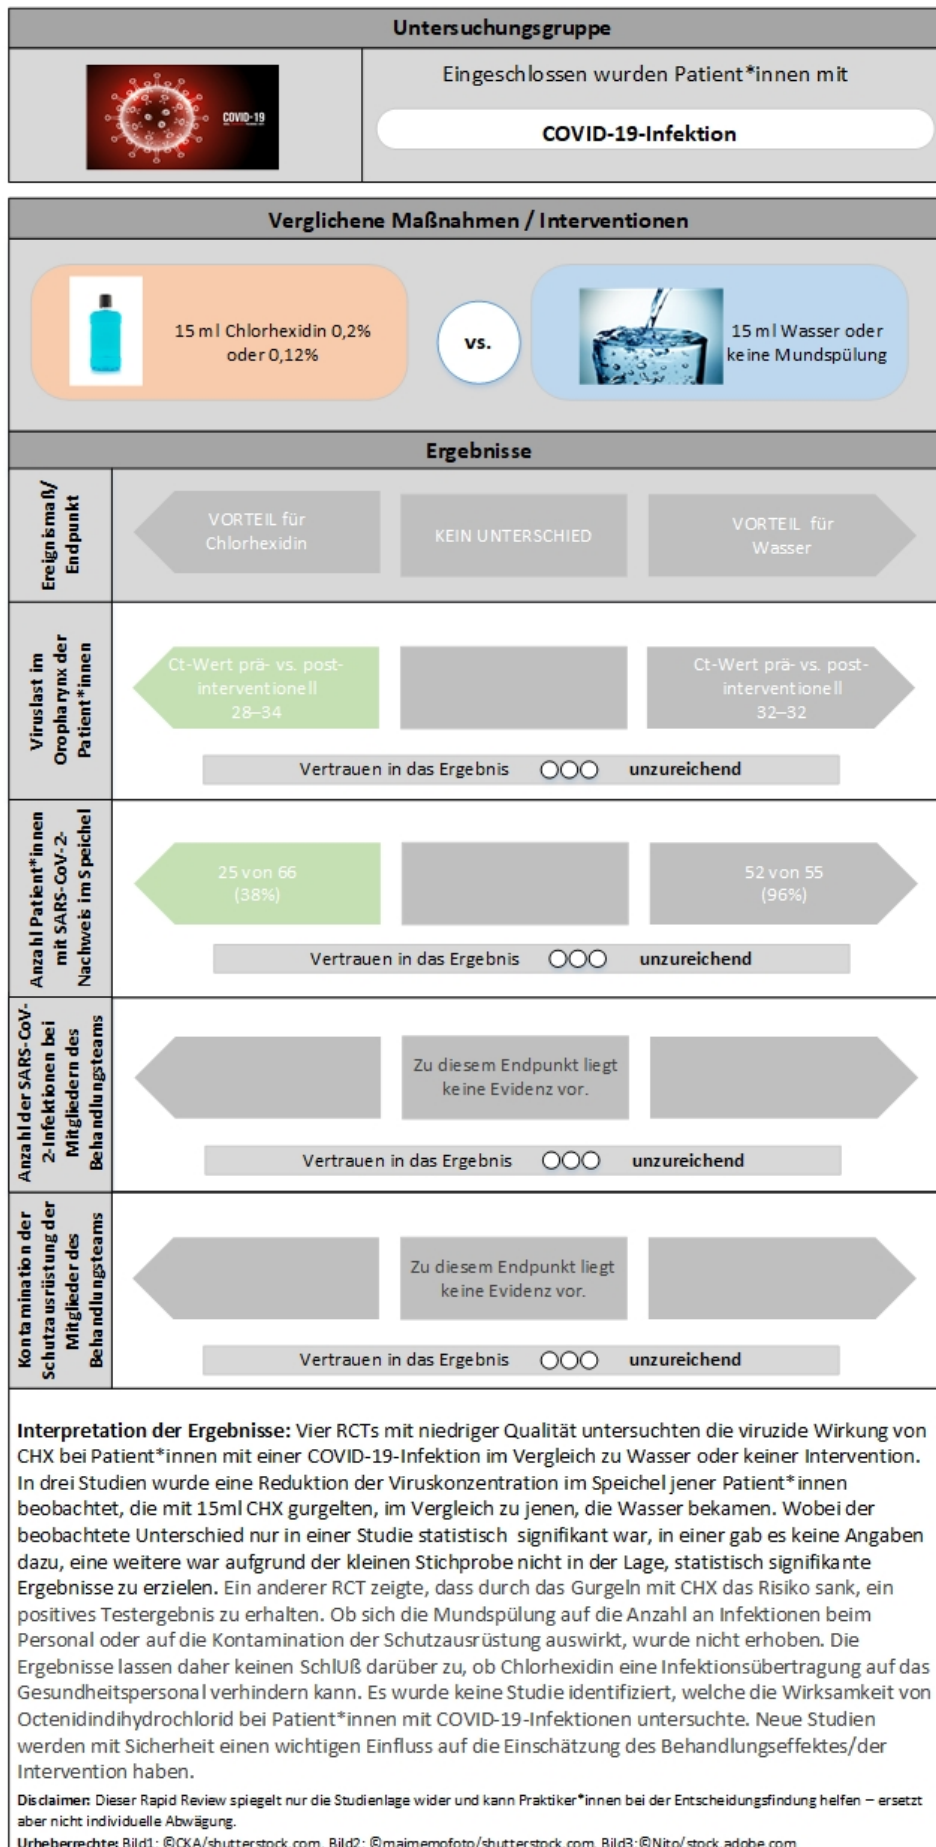 Untersuchungsgruppe
COVID-19
Eingeschlossen wurden Patient*innen mit
COVID-19-Infektion
Verglichene Maßnahmen / Interventionen
15 ml Chlorhexidin 0,2%
oder 0,12%
vs.
15 ml Wasser oder
keine Mundspülung
Ergebnisse
Ereignismaß/
Endpunkt
VORTEIL für
Chlorhexidin
KEIN UNTERSCHIED
VORTEIL für
Wasser
Viruslast im
Oropharynx der
Patient*innen
Ct-Wert prä- vs. post-
interventionell
28–34
Ct-Wert prä- vs. post-
interventionell
32–32
Vertrauen in das Ergebnis unzureichend
Anzahl Patient*innen
mit SARS-CoV-2-
Nachweis im Speichel
25 von 66
(38%)
52 von 55
(96%)
Vertrauen in das Ergebnis unzureichend
Anzahl der SARS-CoV-
2-Infektionen bei
Mitgliedern des
Behandlungsteams
Zu diesem Endpunkt liegt
keine Evidenz vor.
Vertrauen in das Ergebnis unzureichend
Kontamination der
Schutzausrüstung der
Mitglieder des
Behandlungsteams
Zu diesem Endpunkt liegt
keine Evidenz vor.
Vertrauen in das Ergebnis unzureichend
Interpretation der Ergebnisse: Vier RCTs mit niedriger Qualität untersuchten die viruzide Wirkung von
CHX bei Patient*innen mit einer COVID-19-Infektion im Vergleich zu Wasser oder keiner Intervention.
In drei Studien wurde eine Reduktion der Viruskonzentration im Speichel jener Patient*innen
beobachtet, die mit 15ml CHX gurgelten, im Vergleich zu jenen, die Wasser bekamen. Wobei der
beobachtete Unterschied nur in einer Studie statistisch signifikant war, in einer gab es keine Angaben
dazu, eine weitere war aufgrund der kleinen Stichprobe nicht in der Lage, statistisch signifikante
Ergebnisse zu erzielen. Ein anderer RCT zeigte, dass durch das Gurgeln mit CHX das Risiko sank, ein
positives Testergebnis zu erhalten. Ob sich die Mundspülung auf die Anzahl an Infektionen beim
Personal oder auf die Kontamination der Schutzausrüstung auswirkt, wurde nicht erhoben. Die
Ergebnisse lassen daher keinen SchlUß darüber zu, ob Chlorhexidin eine Infektionsübertragung auf das
Gesundheitspersonal verhindern kann. Es wurde keine Studie identifiziert, welche die Wirksamkeit von
Octenidindihydrochlorid bei Patient*innen mit COVID-19-Infektionen untersuchte. Neue Studien
werden mit Sicherheit einen wichtigen Einfluss auf die Einschätzung des Behandlungseffektes/der
Intervention haben.
Disclaimer: Dieser Rapid Review spiegelt nur die Studienlage wider und kann Praktiker*innen bei der Entscheidungsfindung helfen – ersetzt
aber nicht individuelle Abwägung.
Urheberrechte: Bild1: ©CKA/shutterstock.com, Bild2: ©maimemofoto/shutterstock.com, Bild3:©Nito/stock.adobe.com